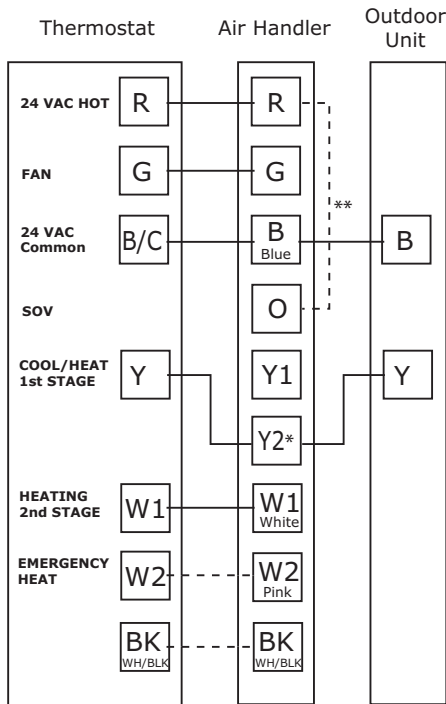 Thermostat Air Handler Outdoor
Unit
24 VAC HOT R R
FAN G G
**
24 VAC
Common B/C B
Blue B
SOV O
COOL/HEAT
1st STAGE Y Y1 Y
Y2*
HEATING
2nd STAGE W1 W1
White
EMERGENCY
HEAT W2 W2
Pink
BK BK
WH/BLK WH/BLK